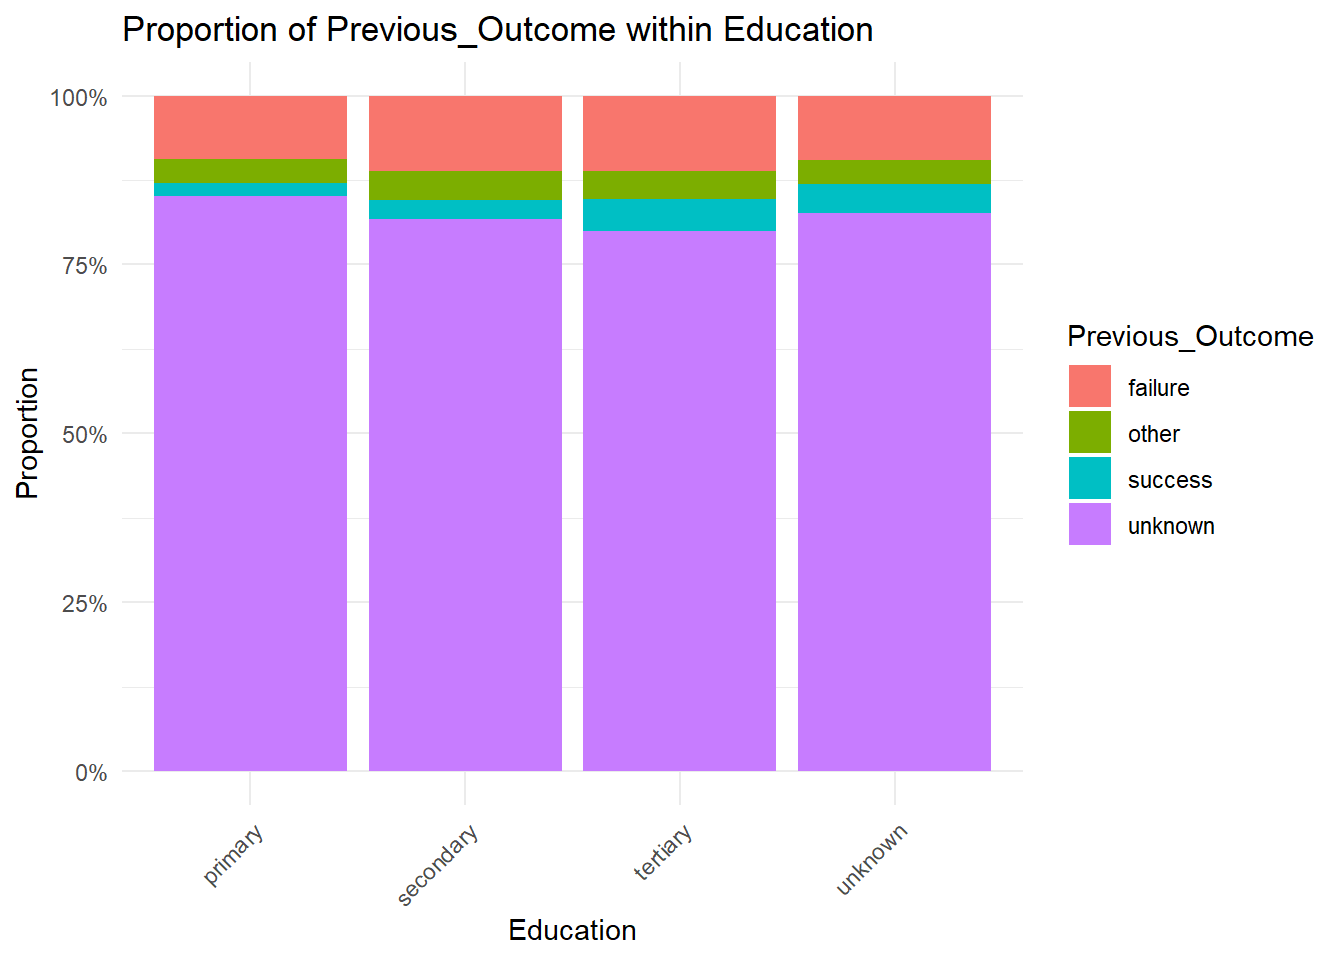 Proportion of Previous_Outcome within Education
100%
75%
50%
25%
0%
Proportion
primary
secondary
tertiary
unknown
Education
Previous_Outcome
failure
other
success
unknown